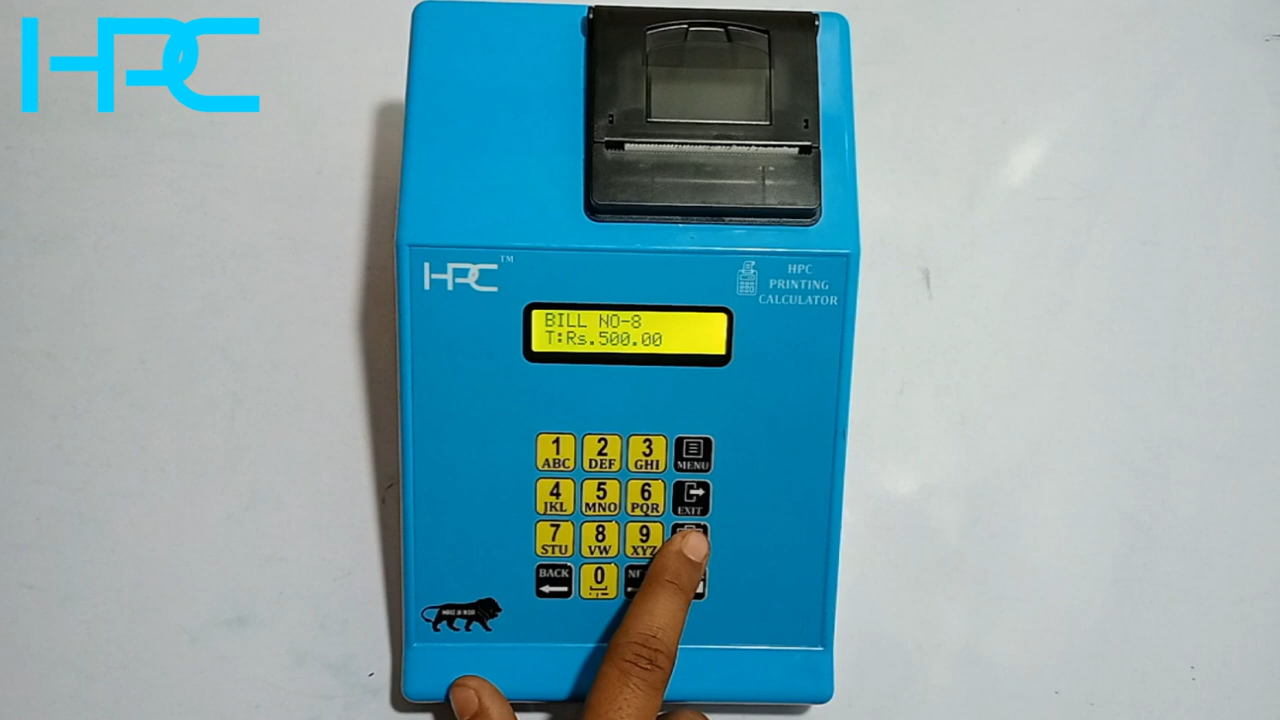 HPC
HPC TM
HPC
PRINTING
CALCULATOR
BILL NO-8
T:Rs.500.00
1 2 3
ABC DEF GHI MENU
4 5 6
JKL MNO PQR EXIT
7 8 9
STU VW XYZ
BACK 0